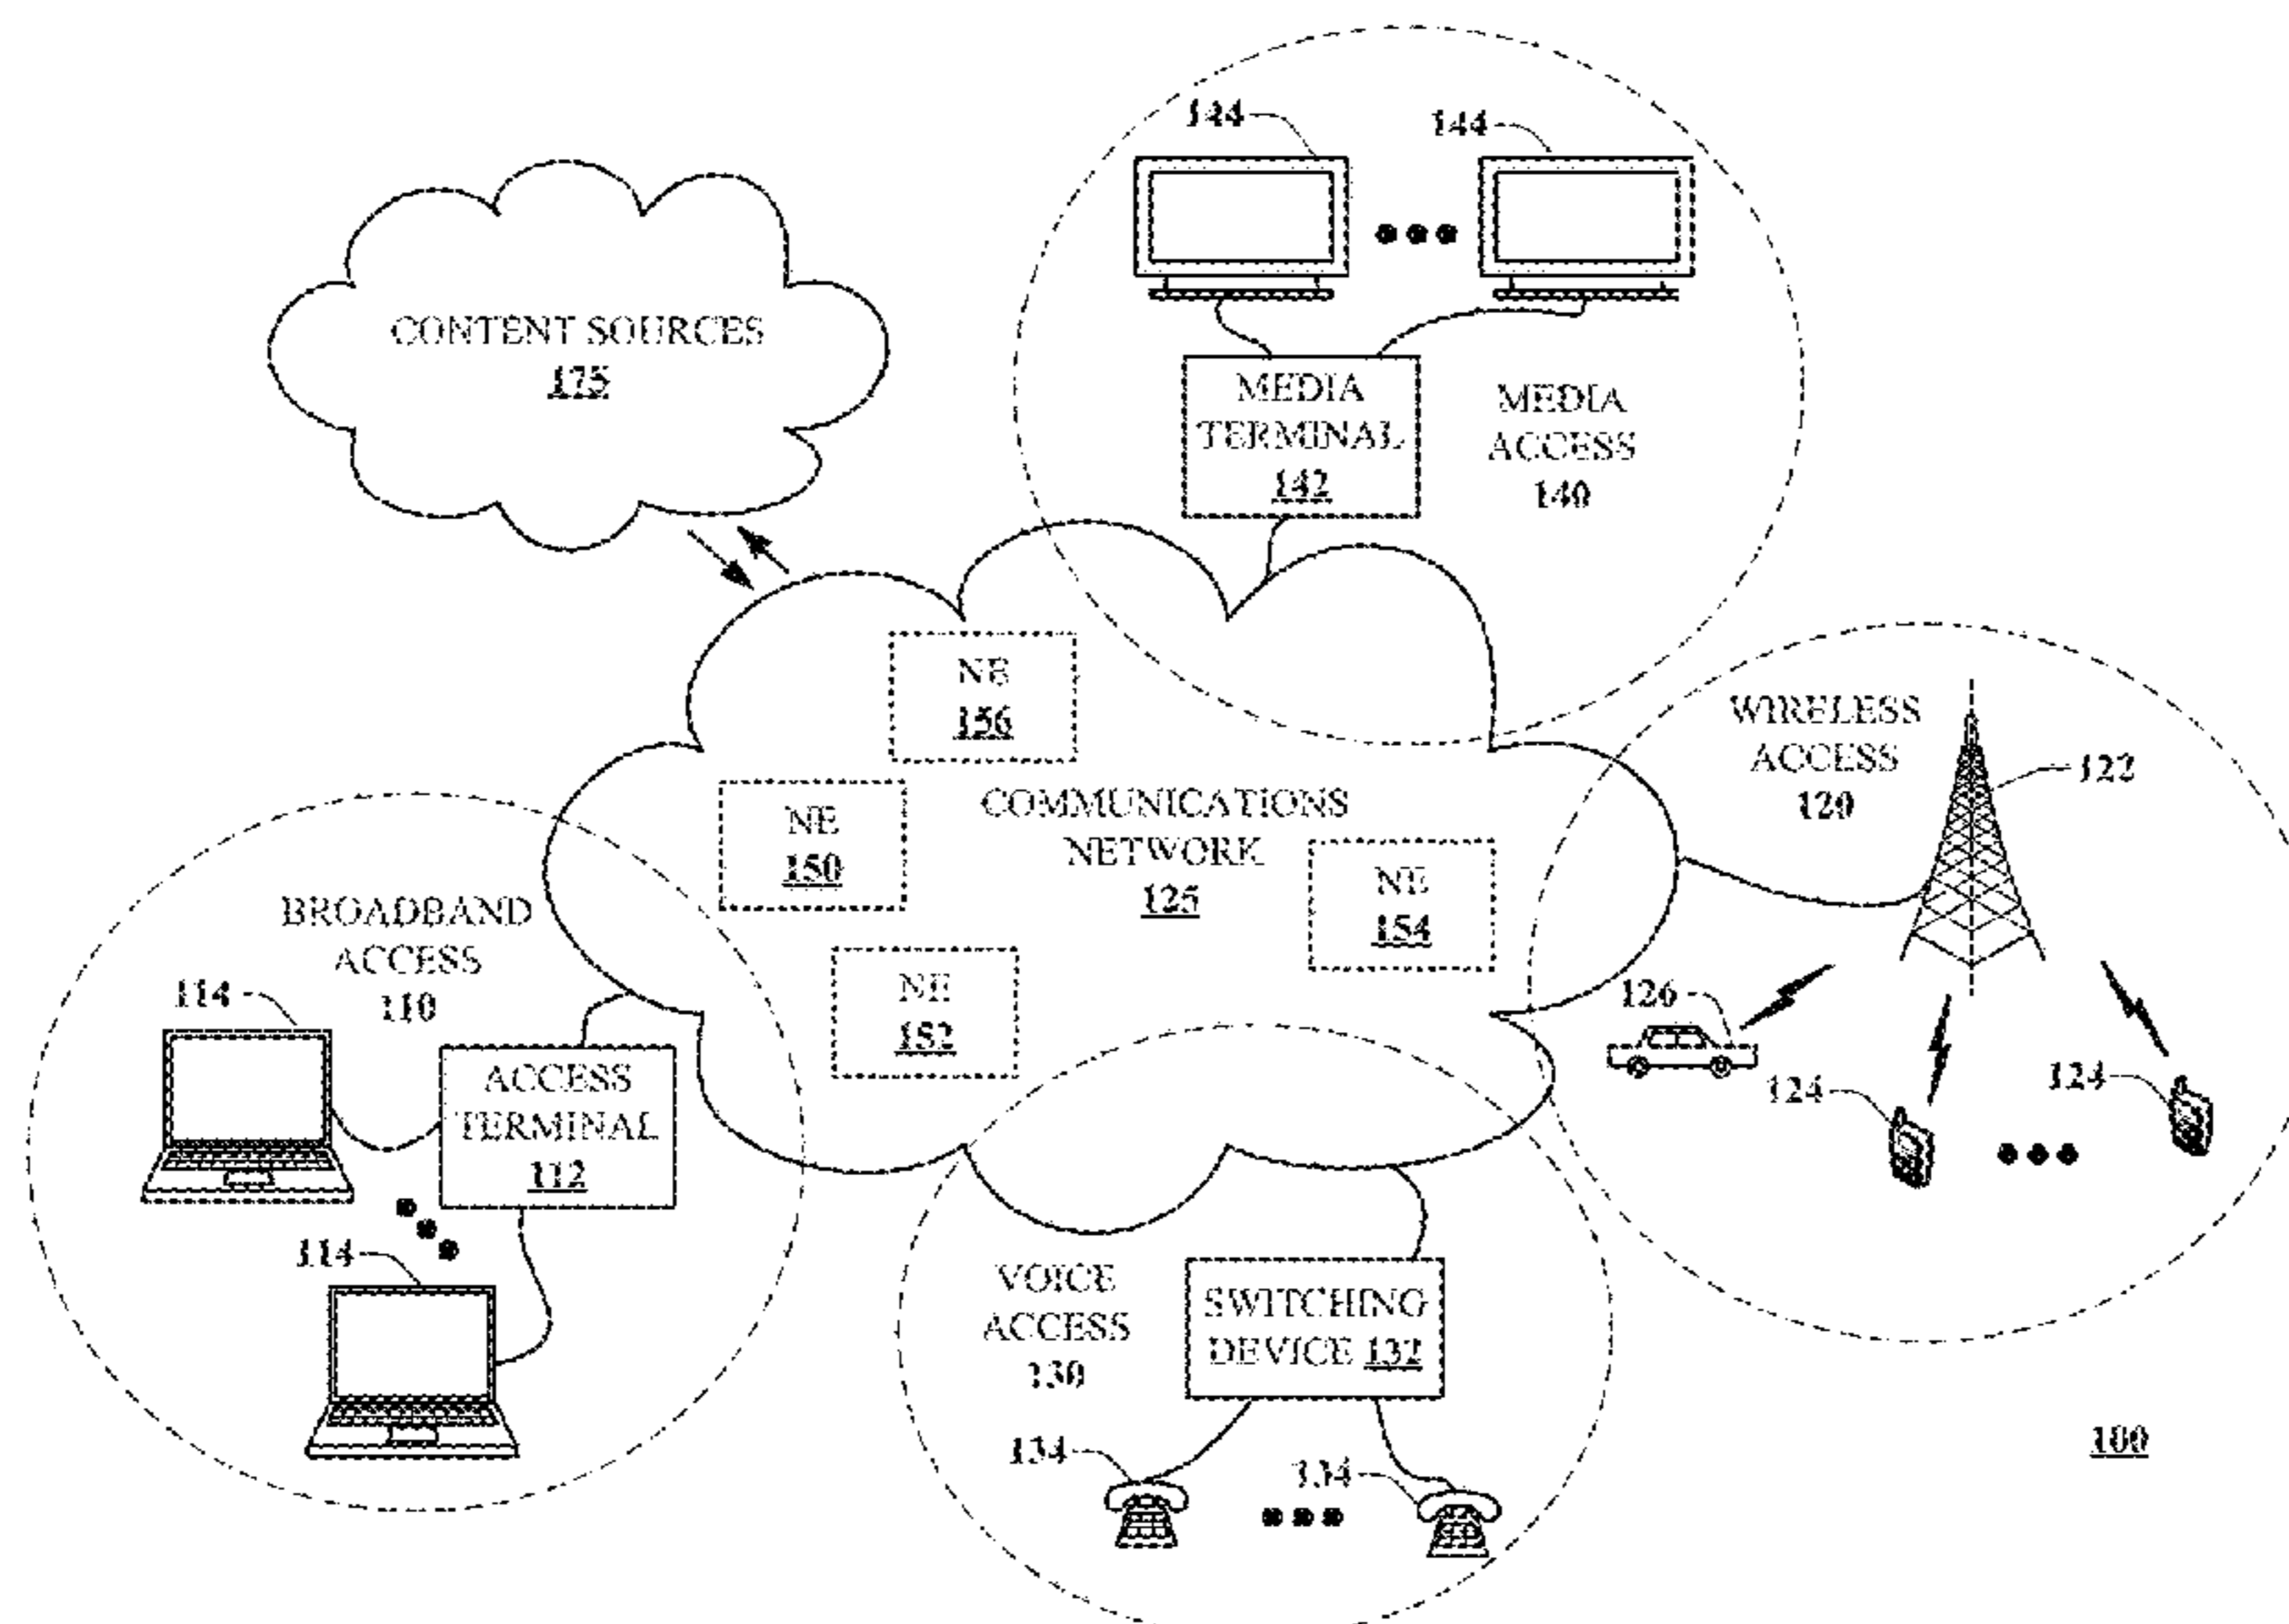 144
144
CONTENT SOURCES
175
MEDIA
TERMINAL
142
MEDIA
ACCESS
140
NE
156
WIRELESS
ACCESS
120
122
COMMUNICATIONS
NETWORK
125
NE
150
NE
154
NE
152
BROADBAND
ACCESS
110
114
ACCESS
TERMINAL
112
114
126
124
124
VOICE
ACCESS
130
SWITCHING
DEVICE 132
134
134
100